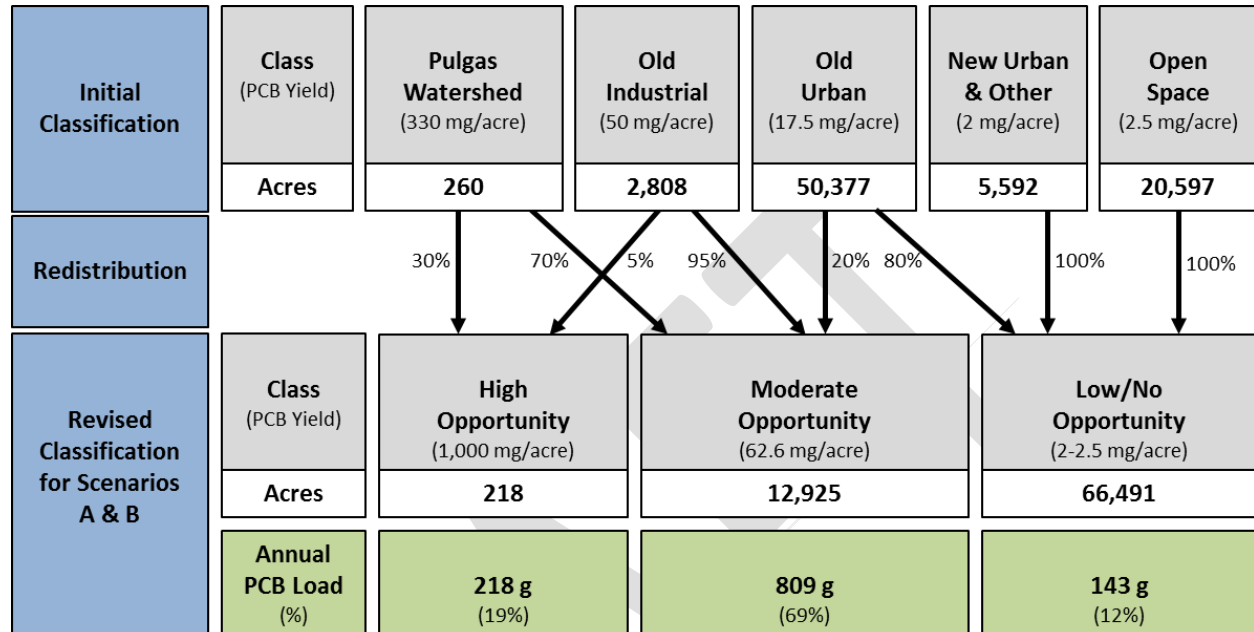 Initial
Classification
Class
(PCB Yield)
Pulgas
Watershed
(330 mg/acre)
Old
Industrial
(50 mg/acre)
Old
Urban
(17.5 mg/acre)
New Urban
& Other
(2 mg/acre)
Open
Space
(2.5 mg/acre)
Acres
260
2,808
50,377
5,592
20,597
Redistribution
30%
70%
5%
95%
20%
80%
100%
100%
Revised
Classification
for Scenarios
A & B
Class
(PCB Yield)
High
Opportunity
(1,000 mg/acre)
Moderate
Opportunity
(62.6 mg/acre)
Low/No
Opportunity
(2-2.5 mg/acre)
Acres
218
12,925
66,491
Annual
PCB Load
(%)
218 g
(19%)
809 g
(69%)
143 g
(12%)